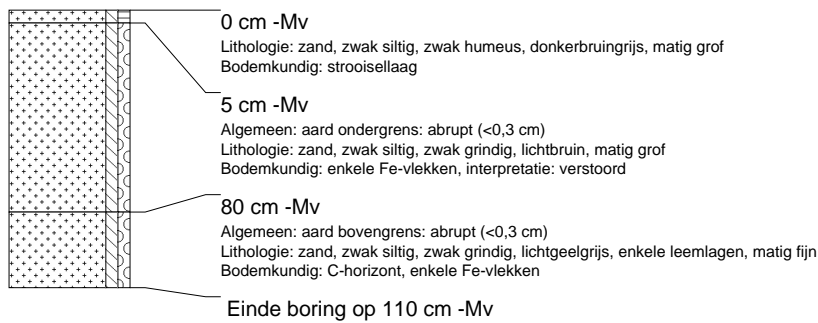 0 cm -Mv
Lithologie: zand, zwak siltig, zwak humeus, donkerbruingrijs, matig grof
Bodemkundig: strooisellaag
5 cm -Mv
Algemeen: aard ondergrens: abrupt (<0,3 cm)
Lithologie: zand, zwak siltig, zwak grindig, lichtbruin, matig grof
Bodemkundig: enkele Fe-vlekken, interpretatie: verstoord
80 cm -Mv
Algemeen: aard bovengrens: abrupt (<0,3 cm)
Lithologie: zand, zwak siltig, zwak grindig, lichtgeelgrijs, enkele leemlagen, matig fijn
Bodemkundig: C-horizont, enkele Fe-vlekken
Einde boring op 110 cm -Mv